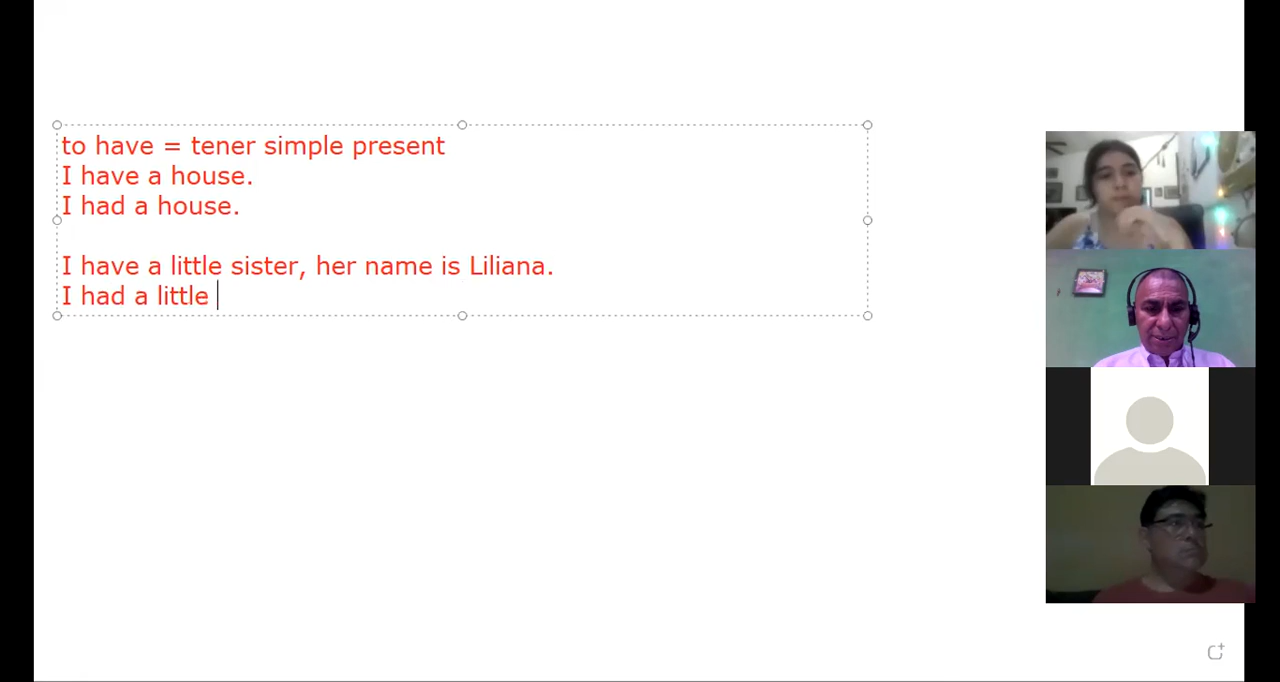 to have = tener simple present
I have a house.
I had a house.
I have a little sister, her name is Liliana.
I had a little